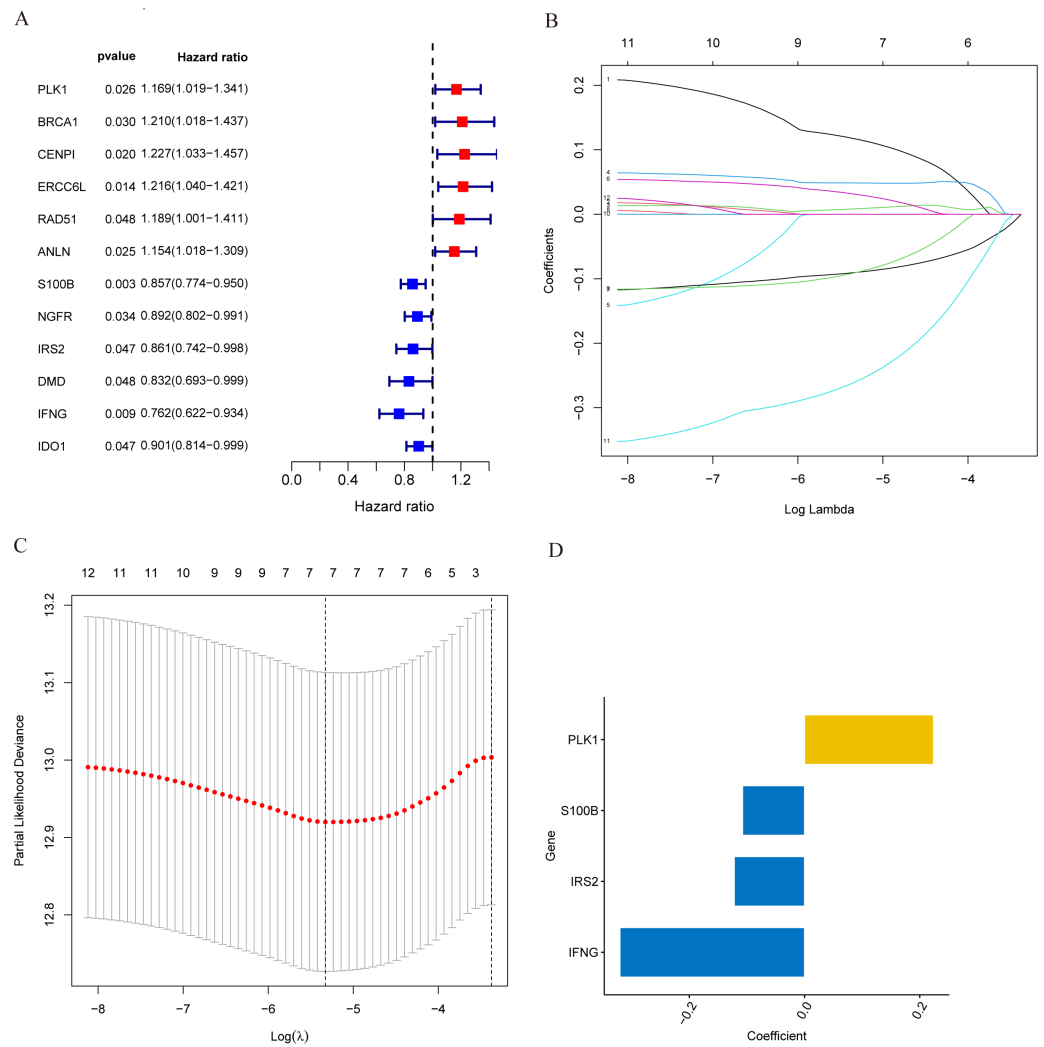 A
pvalue Hazard ratio
PLK1 0.026 1.169(1.019−1.341)
BRCA1 0.030 1.210(1.018−1.437)
CENPI 0.020 1.227(1.033−1.457)
ERCC6L 0.014 1.216(1.040−1.421)
RAD51 0.048 1.189(1.001−1.411)
ANLN 0.025 1.154(1.018−1.309)
S100B 0.003 0.857(0.774−0.950)
NGFR 0.034 0.892(0.802−0.991)
IRS2 0.047 0.861(0.742−0.998)
DMD 0.048 0.832(0.693−0.999)
IFNG 0.009 0.762(0.622−0.934)
IDO1 0.047 0.901(0.814−0.999)
0.0 0.4 0.8 1.2
Hazard ratio
B
11 10 9 7 6
0.2
0.1
0.0
−0.1
−0.2
−0.3
Coefficients
1
4
6
12
10
5
11
−8 −7 −6 −5 −4
Log Lambda
C
12 11 11 10 9 9 9 7 7 7 7 7 7 6 5 3
13.2
13.1
13.0
12.9
12.8
Partial Likelihood Deviance
−8 −7 −6 −5 −4
Log(λ)
D
PLK1
S100B
IRS2
IFNG
Gene
−0.2 0.0 0.2
Coefficient